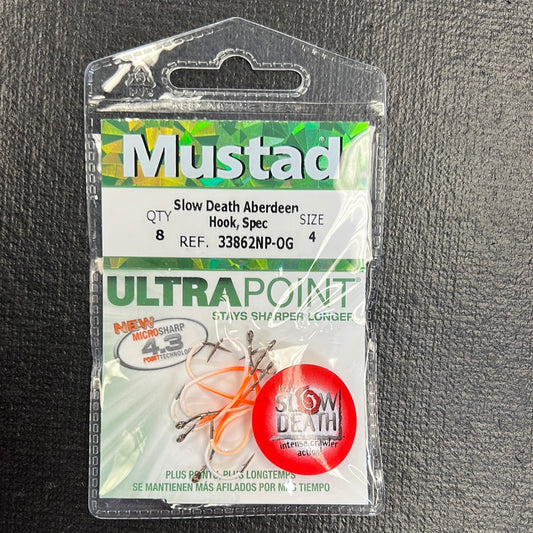 Mustad
QTY
8
Slow Death Aberdeen
Hook, Spec
REF. 33862NP-OG
SIZE
4
ULTRAPOINT®
STAYS SHARPER LONGER
NEW
MICROSHARP
4.3
POINT TECHNOLOGY
SLOW
DEATH
intense crawler
action!
PLUS POINTU, PLUS LONGTEMPS
SE MANTIENEN MÁS AFILADOS POR MÁS TIEMPO